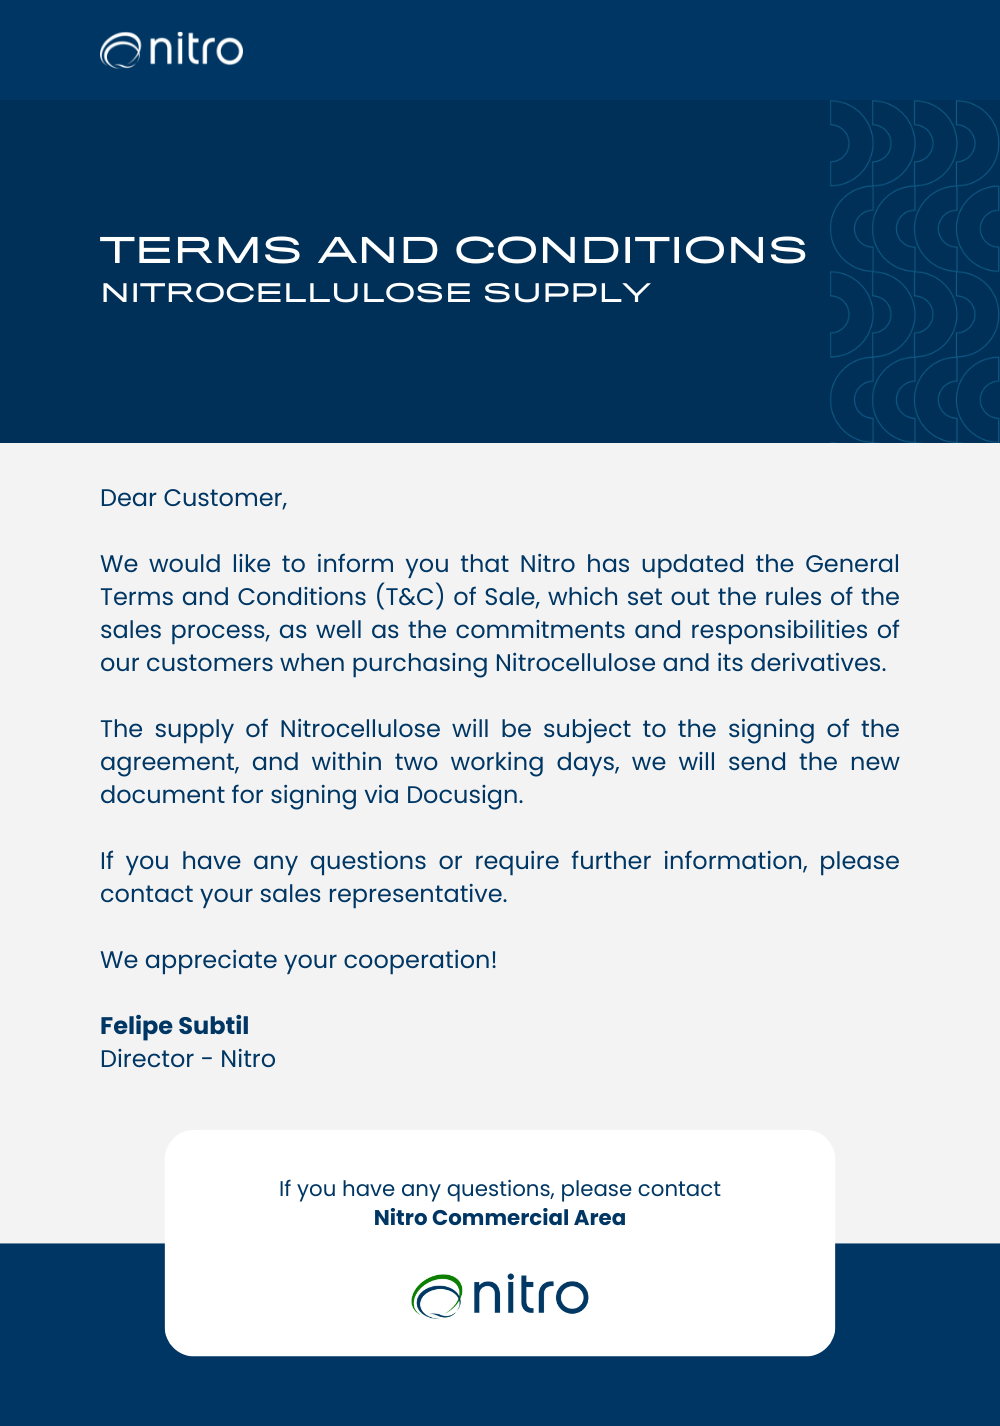 nitro
TERMS AND CONDITIONS
NITROCELLULOSE SUPPLY
Dear Customer,
We would like to inform you that Nitro has updated the General
Terms and Conditions (T&C) of Sale, which set out the rules of the
sales process, as well as the commitments and responsibilities of
our customers when purchasing Nitrocellulose and its derivatives.
The supply of Nitrocellulose will be subject to the signing of the
agreement, and within two working days, we will send the new
document for signing via Docusign.
If you have any questions or require further information, please
contact your sales representative.
We appreciate your cooperation!
Felipe Subtil
Director - Nitro
If you have any questions, please contact
Nitro Commercial Area
nitro